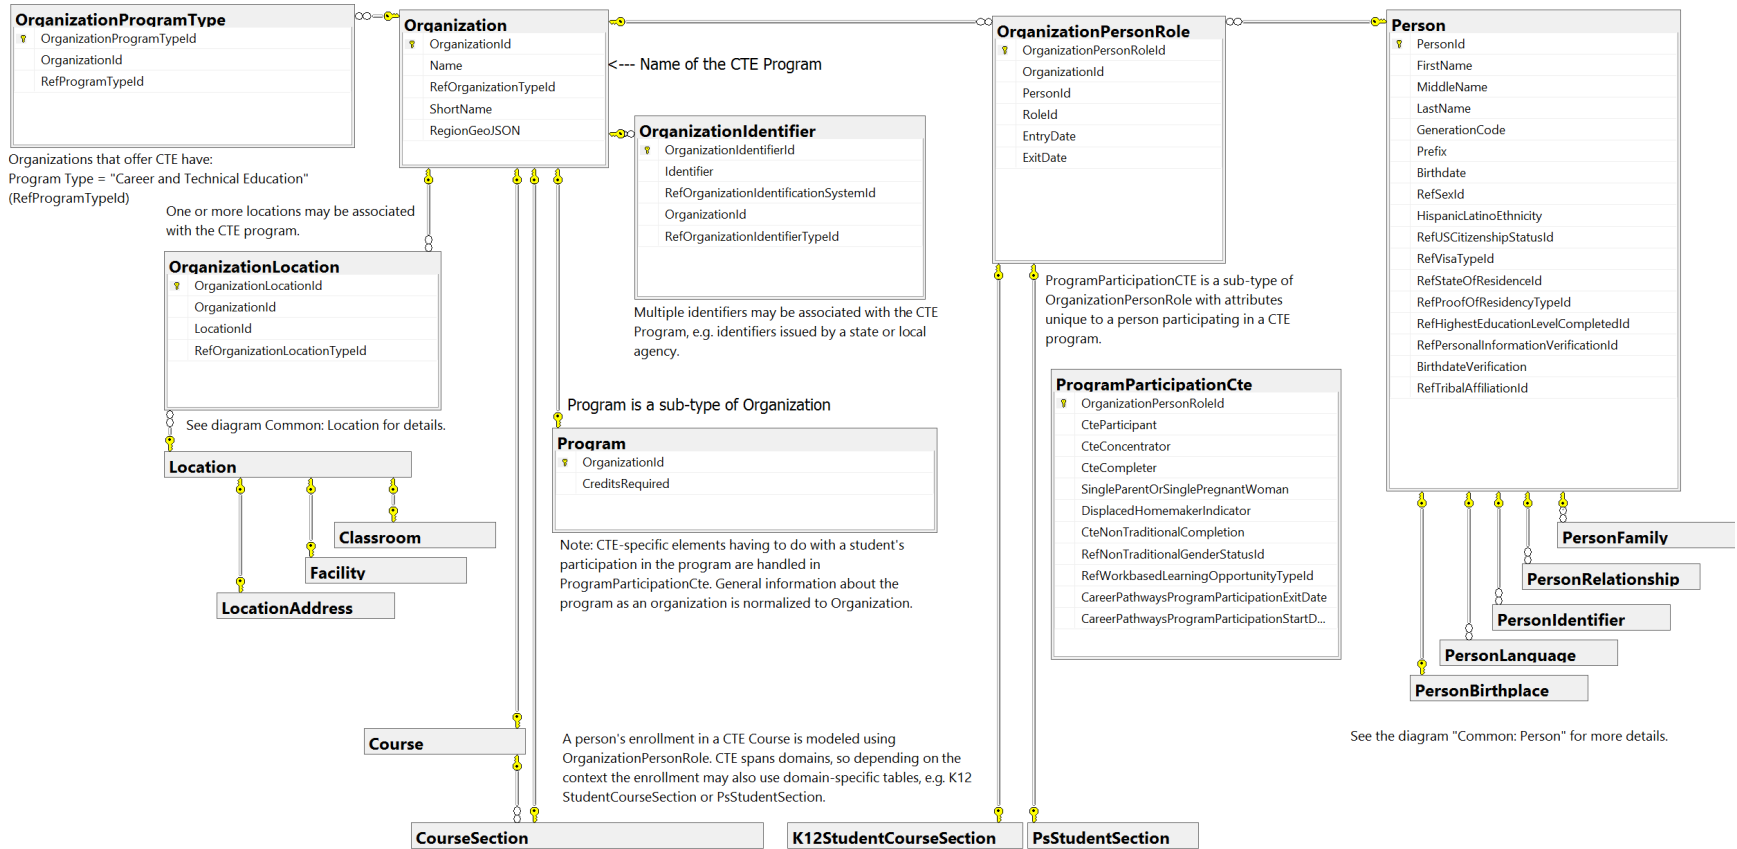 OrganizationProgramType
OrganizationProgramTypeId
OrganizationId
RefProgramTypeId
Organizations that offer CTE have:
Program Type = "Career and Technical Education"
(RefProgramTypeId)
Organization
OrganizationId
Name
RefOrganizationTypeId
ShortName
RegionGeoJSON
<--- Name of the CTE Program
OrganizationIdentifier
OrganizationIdentifierId
Identifier
RefOrganizationIdentificationSystemId
OrganizationId
RefOrganizationIdentifierTypeId
Multiple identifiers may be associated with the CTE
Program, e.g. identifiers issued by a state or local
agency.
OrganizationPersonRole
OrganizationPersonRoleId
OrganizationId
PersonId
RoleId
EntryDate
ExitDate
ProgramParticipationCTE is a sub-type of
OrganizationPersonRole with attributes
unique to a person participating in a CTE
program.
Person
PersonId
FirstName
MiddleName
LastName
GenerationCode
Prefix
Birthdate
RefSexId
HispanicLatinoEthnicity
RefUSCitizenshipStatusId
RefVisaTypeId
RefStateOfResidenceId
RefProofOfResidencyTypeId
RefHighestEducationLevelCompletedId
RefPersonalInformationVerificationId
BirthdateVerification
RefTribalAffiliationId
One or more locations may be associated
with the CTE program.
OrganizationLocation
OrganizationLocationId
OrganizationId
LocationId
RefOrganizationLocationTypeId
See diagram Common: Location for details.
Location
Classroom
Facility
LocationAddress
Program is a sub-type of Organization
Program
OrganizationId
CreditsRequired
Note: CTE-specific elements having to do with a student's
participation in the program are handled in
ProgramParticipationCte. General information about the
program as an organization is normalized to Organization.
ProgramParticipationCte
OrganizationPersonRoleId
CteParticipant
CteConcentrator
CteCompleter
SingleParentOrSinglePregnantWoman
DisplacedHomemakerIndicator
CteNonTraditionalCompletion
RefNonTraditionalGenderStatusId
RefWorkbasedLearningOpportunityTypeId
CareerPathwaysProgramParticipationExitDate
CareerPathwaysProgramParticipationStartD...
PersonFamily
PersonRelationship
PersonIdentifier
PersonLanguage
PersonBirthplace
See the diagram "Common: Person" for more details.
Course
A person's enrollment in a CTE Course is modeled using
OrganizationPersonRole. CTE spans domains, so depending on the
context the enrollment may also use domain-specific tables, e.g. K12
StudentCourseSection or PsStudentSection.
CourseSection
K12StudentCourseSection
PsStudentSection